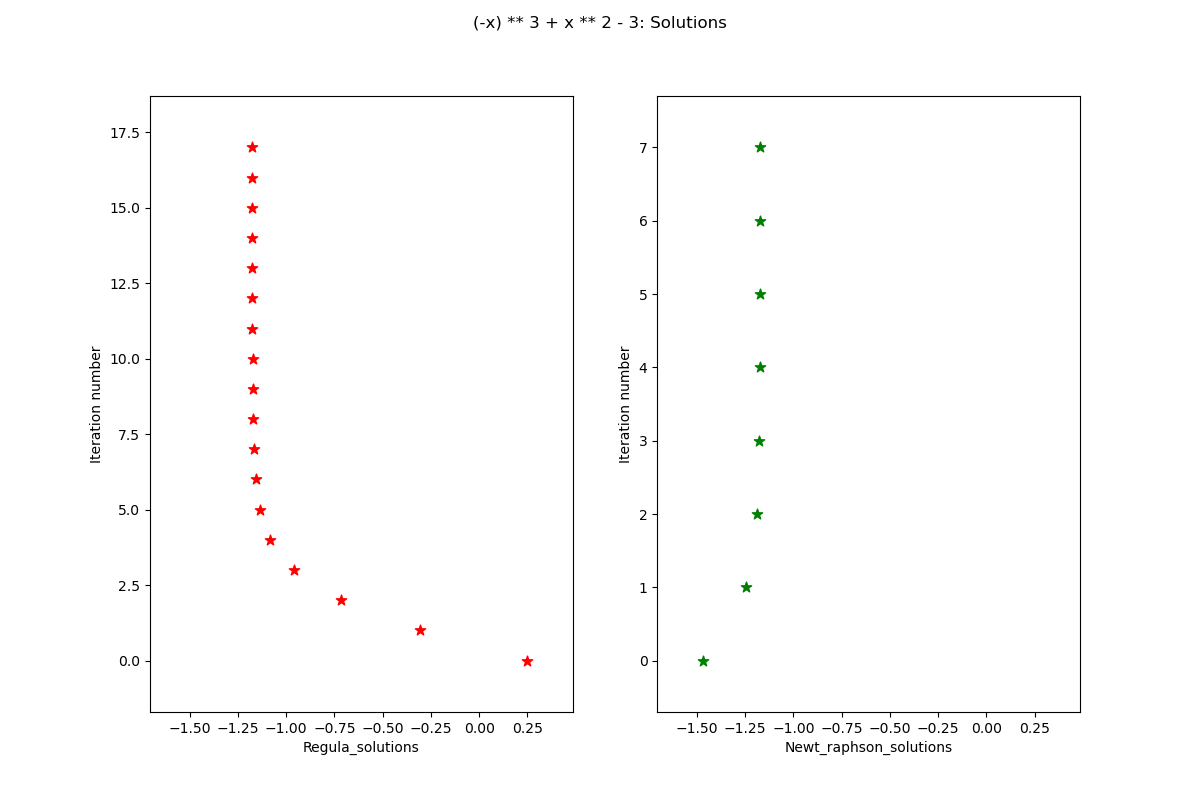 (-x) ** 3 + x ** 2 - 3: Solutions
17.5
15.0
12.5
10.0
7.5
5.0
2.5
0.0
Iteration number
−1.50 −1.25 −1.00 −0.75 −0.50 −0.25 0.00 0.25
Regula_solutions
7
6
5
4
3
2
1
0
Iteration number
−1.50 −1.25 −1.00 −0.75 −0.50 −0.25 0.00 0.25
Newt_raphson_solutions